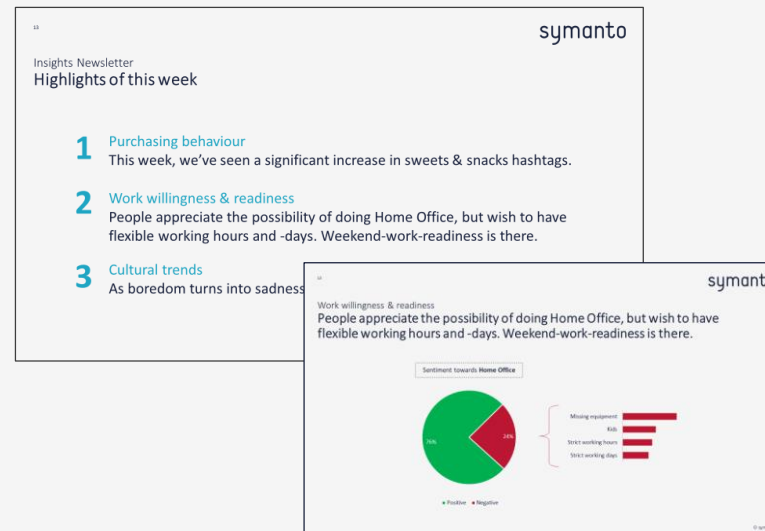 13
symanto
Insights Newsletter
Highlights of this week
1 Purchasing behaviour
This week, we've seen a significant increase in sweets & snacks hashtags.
2 Work willingness & readiness
People appreciate the possibility of doing Home Office, but wish to have
flexible working hours and -days. Weekend-work-readiness is there.
3 Cultural trends
As boredom turns into sadness
symant
Work willingness & readiness
People appreciate the possibility of doing Home Office, but wish to have
flexible working hours and -days. Weekend-work-readiness is there.
Sentiment towards Home Office
76%
24%
Missing equipment
Kids
Strict working hours
Strict working days
Positive Negative